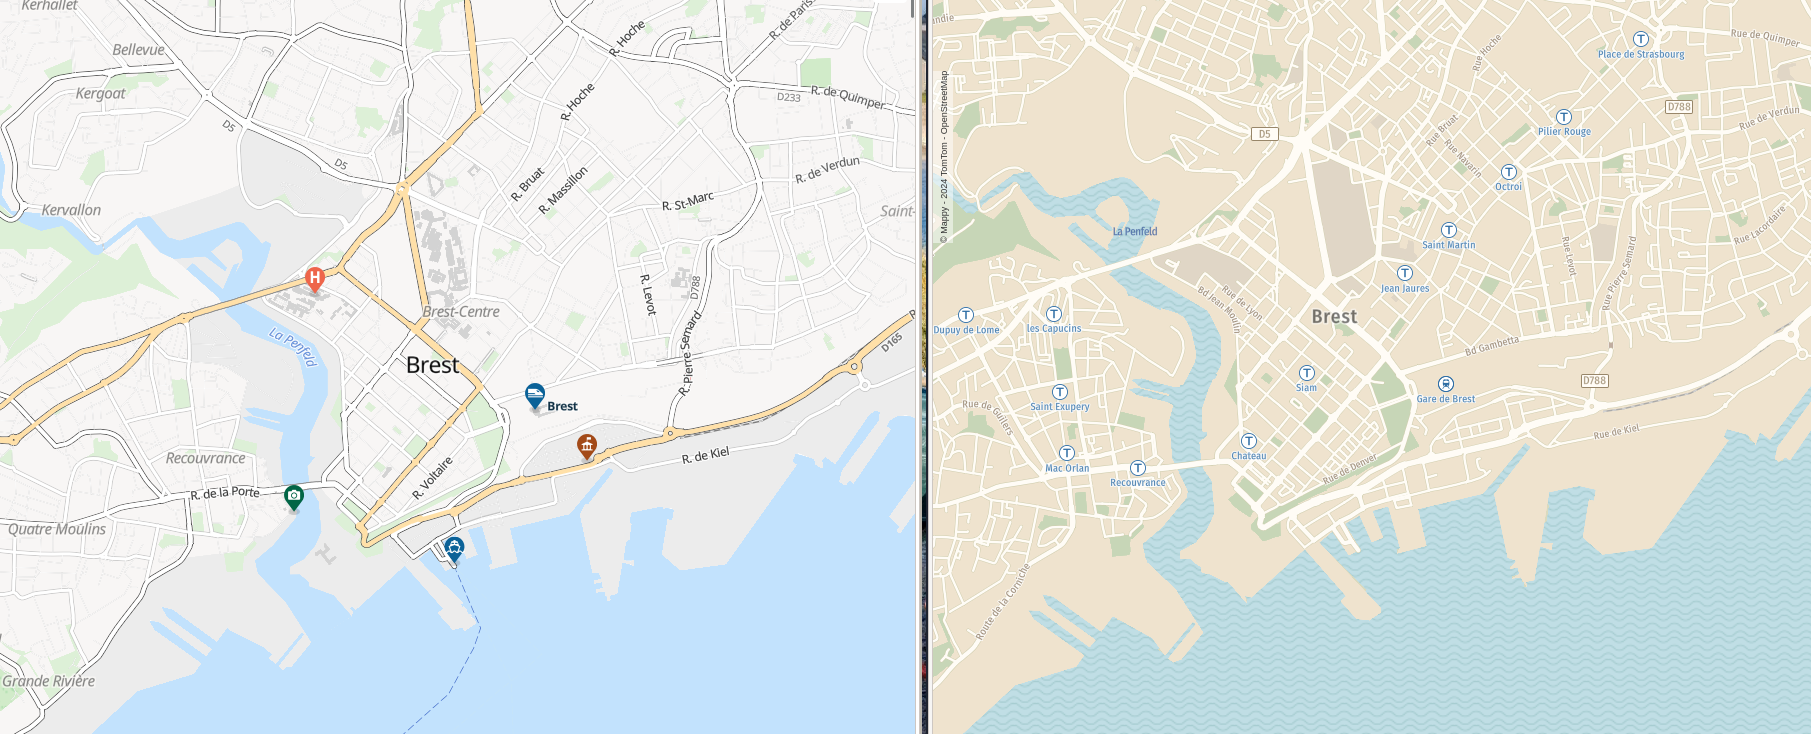 Kerhallet
Bellevue
Kergoat
D5
D5
Kervallon
R. Hoche
R. de Paris
R. Hoche
D233
R. de Quimper
R. Bruat
R. Massillon
R. de Verdun
R. St-Marc
Saint-
H
R. Levot
D788
Brest-Centre
La Penfeld
Brest
R. Pierre Semard
D165
Brest
Recouvrance
R. de Kiel
R. de la Porte
R. Voltaire
Quatre Moulins
Grande Rivière
© Mappy - 2024 TomTom - OpenStreetMap
ndie
Rue Hoche
T
Place de Strasbourg
Rue de Quimper
D788
D5
T
Pilier Rouge
Rue de Verdun
Rue Bruat
Rue Navarin
T
Octroi
La Penfeld
T
Saint Martin
Rue Lacordaire
Rue Levot
Rue Pierre Semard
T
Jean Jaures
Rue de Lyon
Bd Jean Moulin
T
Dupuy de Lome
T
les Capucins
Brest
Bd Gambetta
T
Siam
Gare de Brest
D788
T
Saint Exupery
Rue de Guilers
T
Mac Orlan
T
Recouvrance
T
Chateau
Rue de Denver
Rue de Kiel
Route de la Corniche